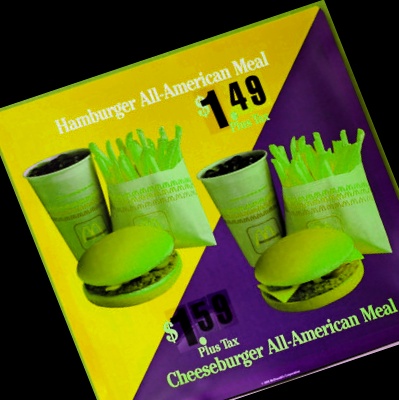 Hamburger All-American Meal
$1.49
Plus Tax
$1.59
Plus Tax
Cheeseburger All-American Meal